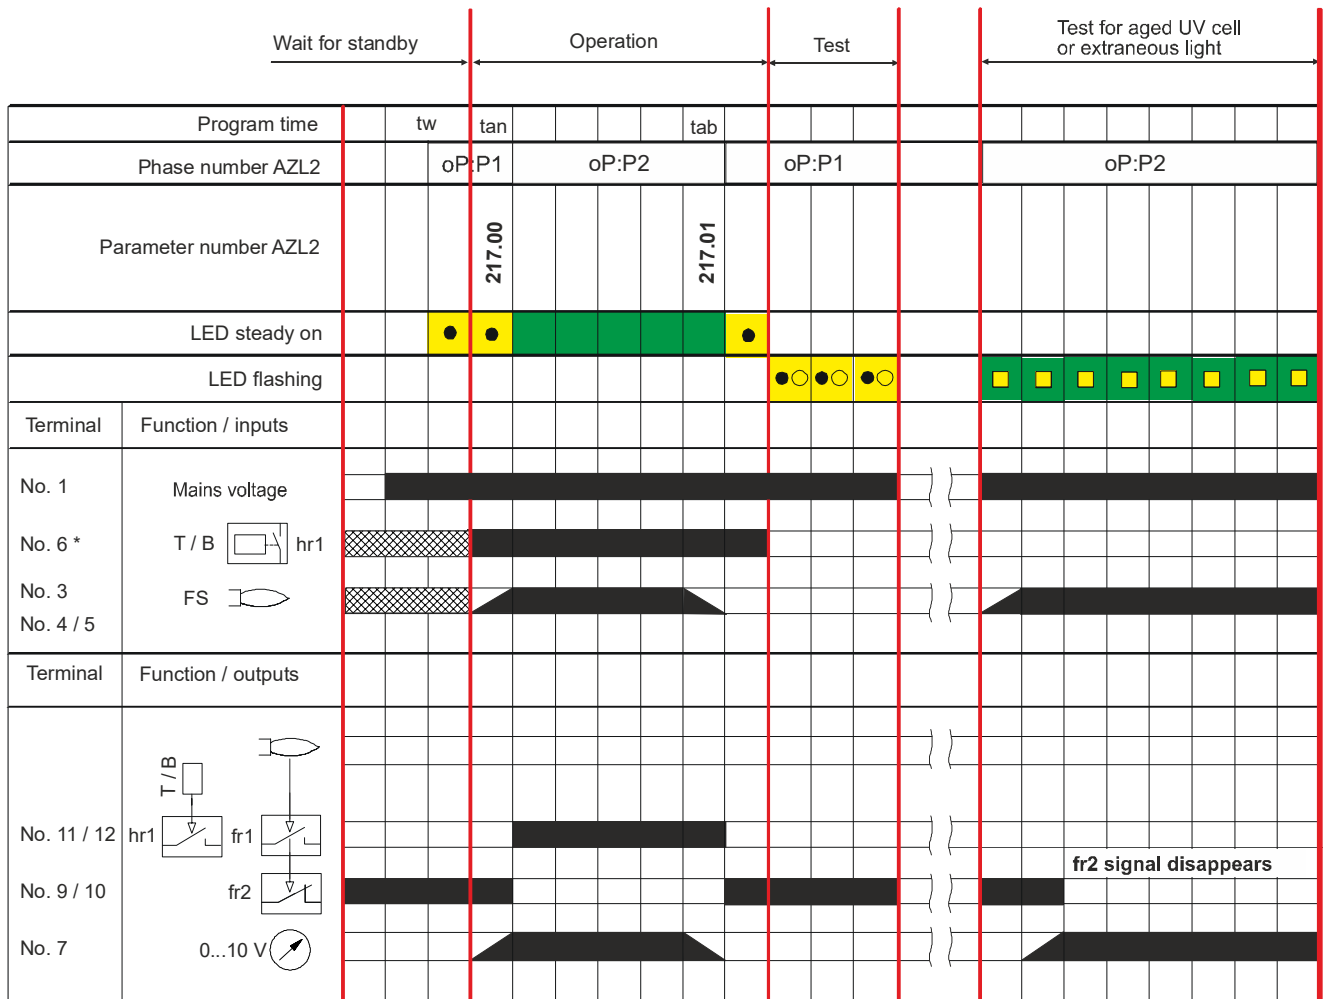 Wait for standby
Operation
Test
Test for aged UV cell
or extraneous light
Program time
tw
tan
tab
Phase number AZL2
oP:P1
oP:P2
oP:P1
oP:P2
Parameter number AZL2
217.00
217.01
LED steady on
LED flashing
Terminal
Function / inputs
No. 1
Mains voltage
No. 6 *
T / B
hr1
No. 3
FS
No. 4 / 5
Terminal
Function / outputs
T / B
No. 11 / 12
hr1
fr1
fr2 signal disappears
No. 9 / 10
fr2
No. 7
0...10 V